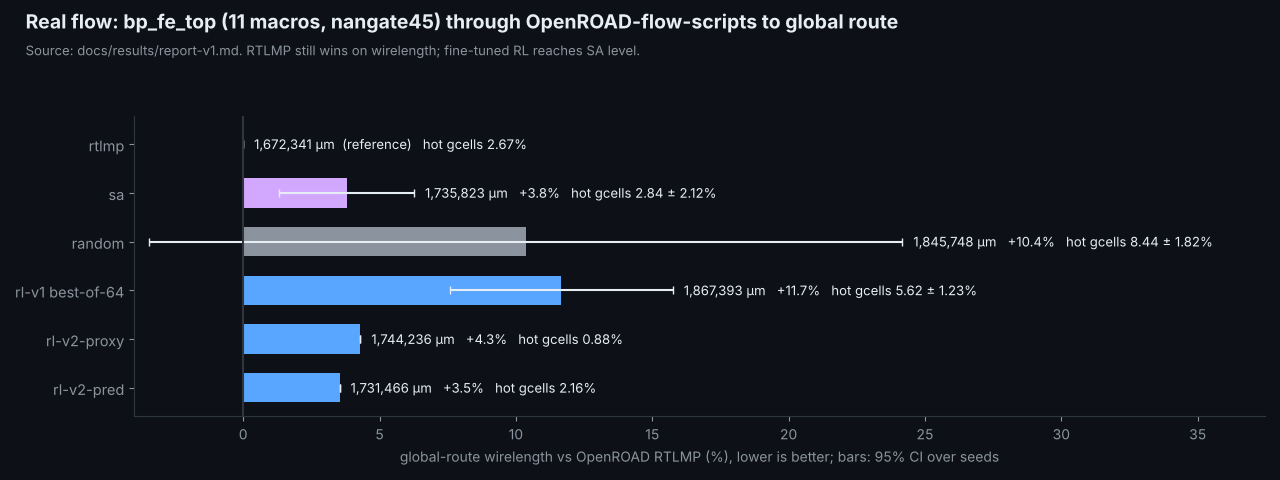 Real flow: bp_fe_top (11 macros, nangate45) through OpenROAD-flow-scripts to global route
Source: docs/results/report-v1.md. RTLMP still wins on wirelength; fine-tuned RL reaches SA level.
rtlmp 1,672,341 µm (reference) hot gcells 2.67%
sa 1,735,823 µm +3.8% hot gcells 2.84 ± 2.12%
random 1,845,748 µm +10.4% hot gcells 8.44 ± 1.82%
rl-v1 best-of-64 1,867,393 µm +11.7% hot gcells 5.62 ± 1.23%
rl-v2-proxy 1,744,236 µm +4.3% hot gcells 0.88%
rl-v2-pred 1,731,466 µm +3.5% hot gcells 2.16%
0 5 10 15 20 25 30 35
global-route wirelength vs OpenROAD RTLMP (%), lower is better; bars: 95% CI over seeds